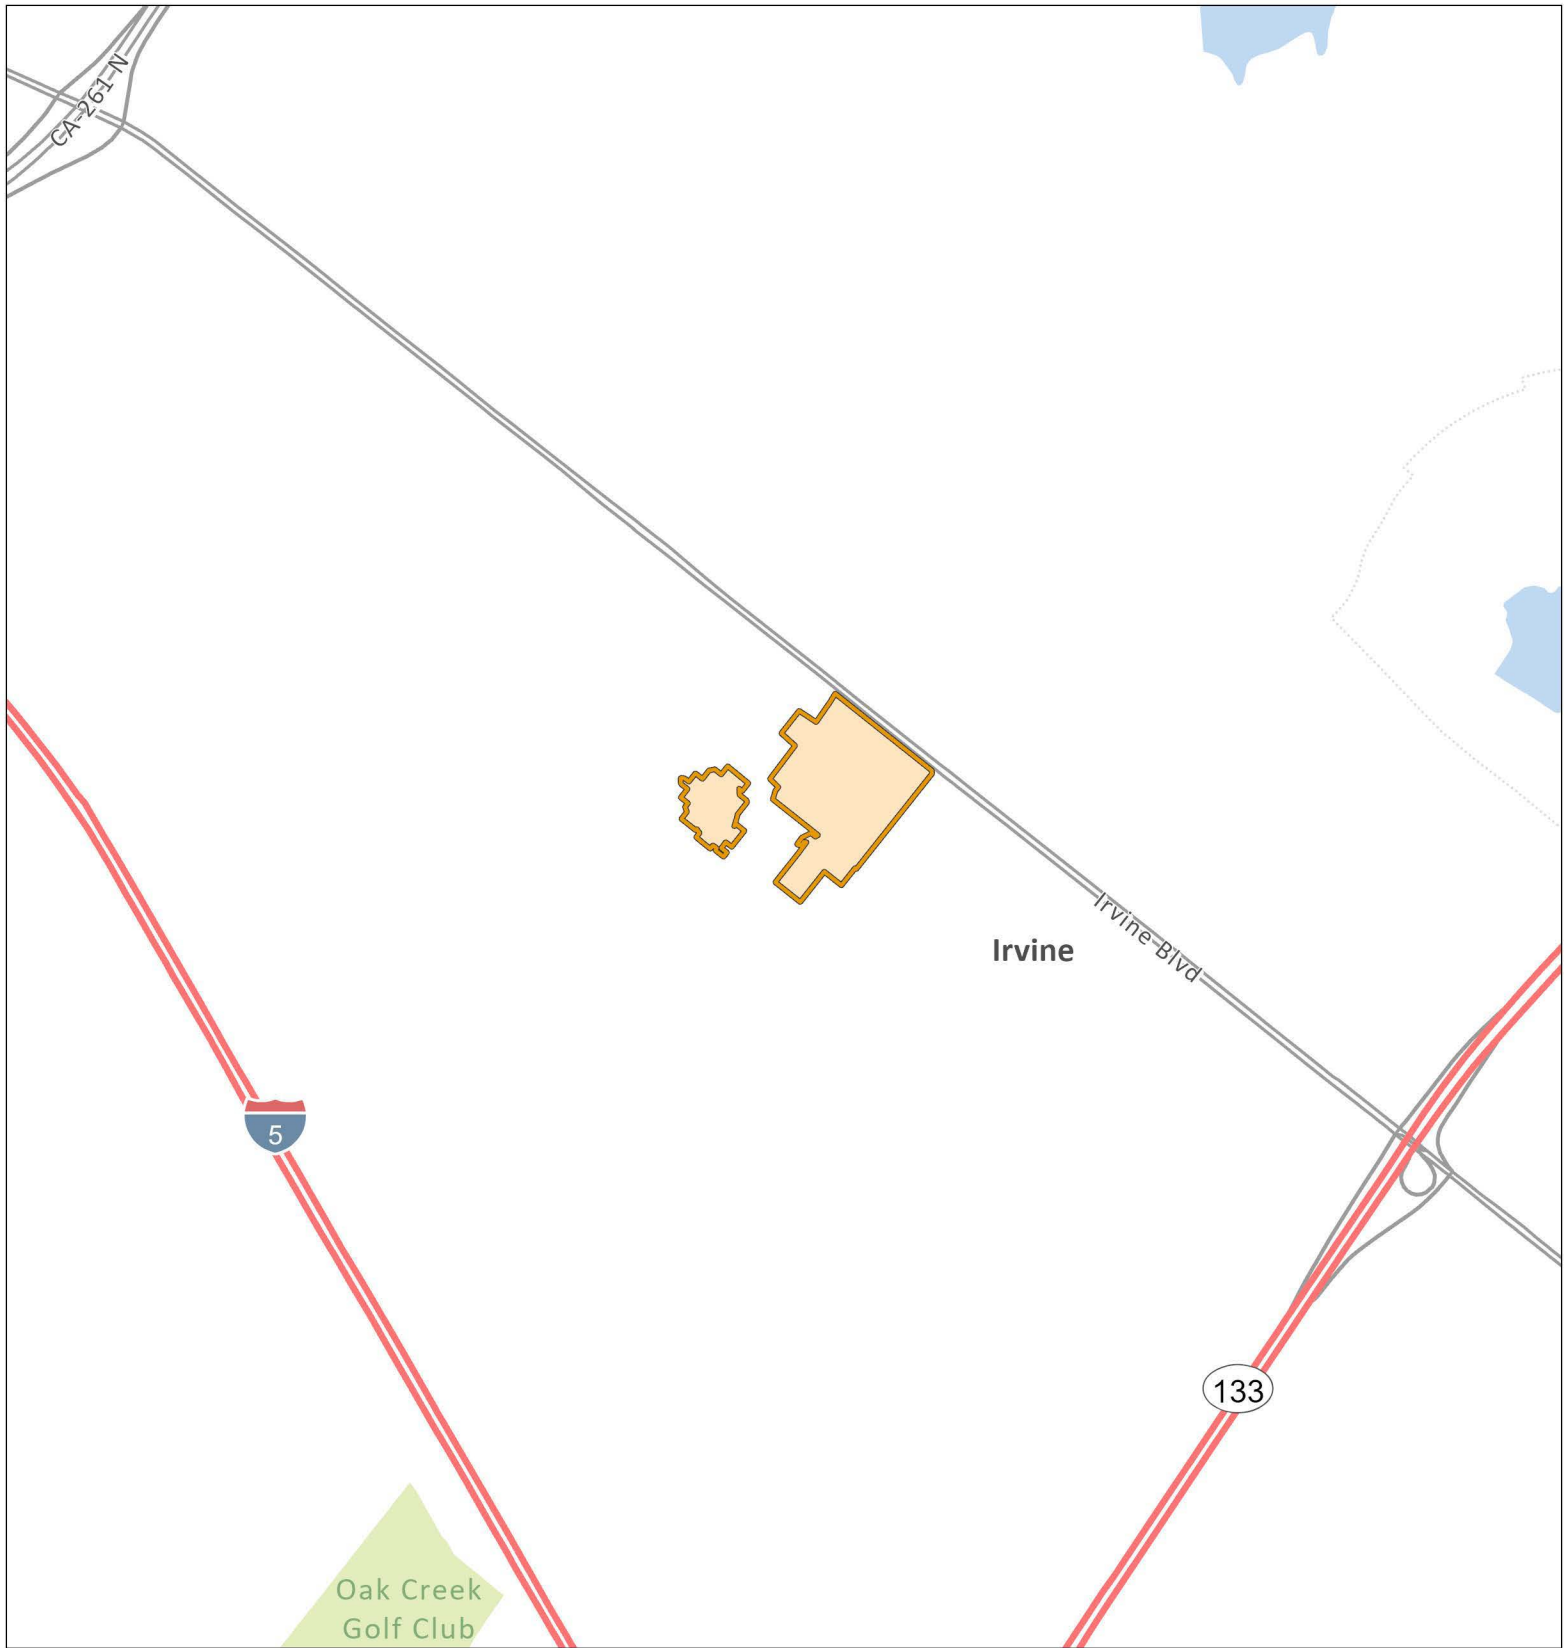 CA-261-N
Irvine Blvd
Irvine
5
133
Oak Creek
Golf Club